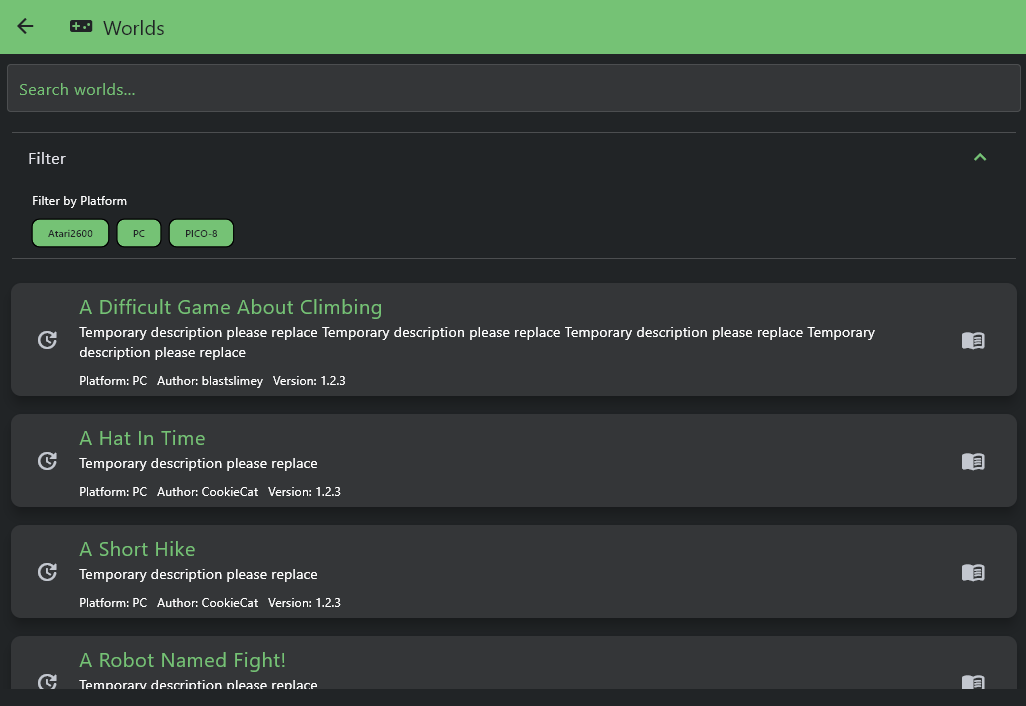 Worlds
Search worlds...
Filter
Filter by Platform
Atari2600 PC PICO-8
A Difficult Game About Climbing
Temporary description please replace Temporary description please replace Temporary description please replace Temporary
description please replace
Platform: PC Author: blastslimey Version: 1.2.3
A Hat In Time
Temporary description please replace
Platform: PC Author: CookieCat Version: 1.2.3
A Short Hike
Temporary description please replace
Platform: PC Author: CookieCat Version: 1.2.3
A Robot Named Fight!
Temporary description please replace